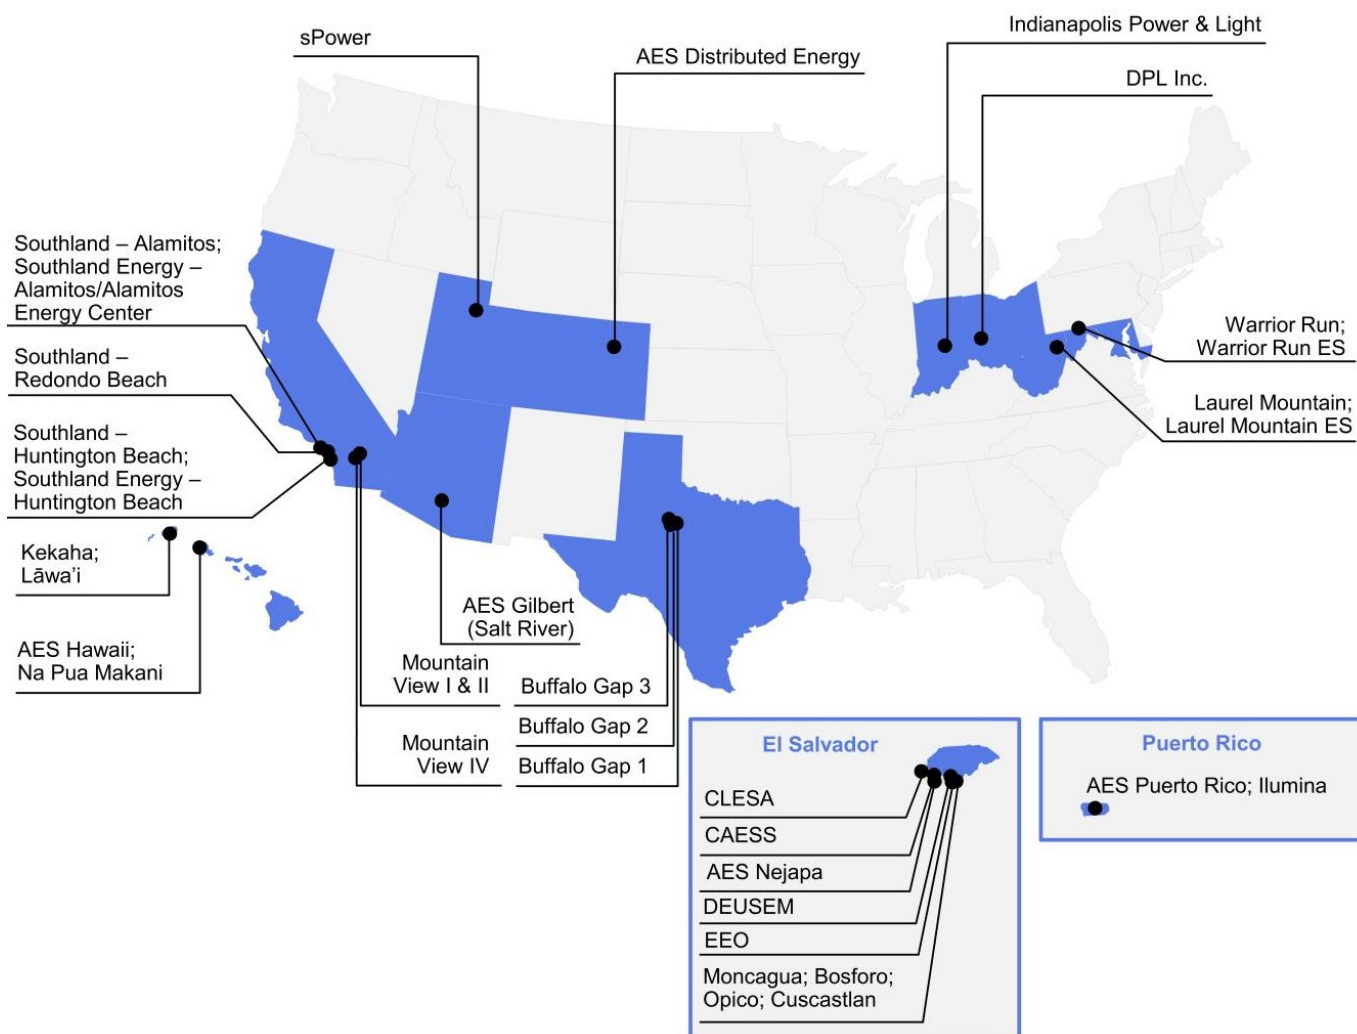 sPower
AES Distributed Energy
Indianapolis Power & Light
DPL Inc.
Southland – Alamitos;
Southland Energy –
Alamitos/Alamitos
Energy Center
Southland –
Redondo Beach
Southland –
Huntington Beach;
Southland Energy –
Huntington Beach
Kekaha;
Lāwa’i
AES Hawaii;
Na Pua Makani
Warrior Run;
Warrior Run ES
Laurel Mountain;
Laurel Mountain ES
AES Gilbert
(Salt River)
Mountain
View I & II
Mountain
View IV
Buffalo Gap 3
Buffalo Gap 2
Buffalo Gap 1
El Salvador
CLESA
CAESS
AES Nejapa
DEUSEM
EEO
Moncagua; Bosforo;
Opico; Cuscastlan
Puerto Rico
AES Puerto Rico; Ilumina